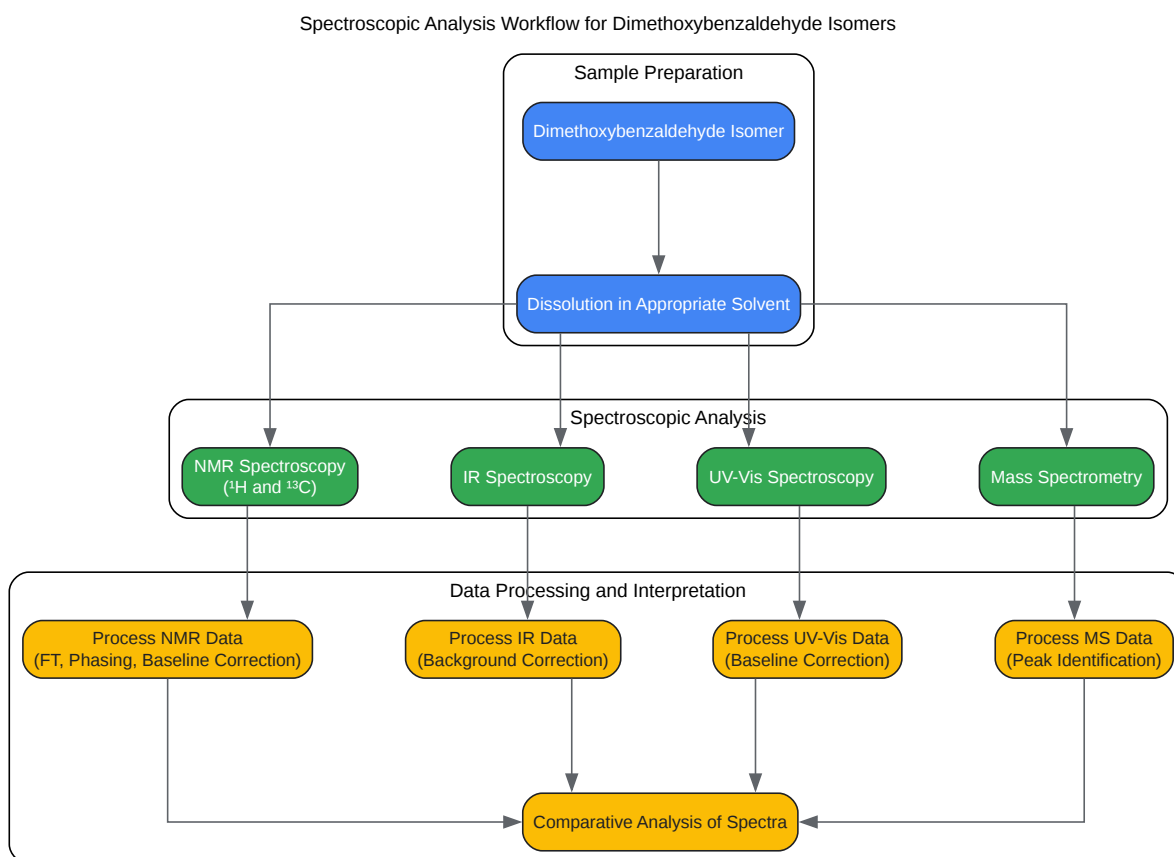 Spectroscopic Analysis Workflow for Dimethoxybenzaldehyde Isomers
Sample Preparation
Dimethoxybenzaldehyde Isomer
Dissolution in Appropriate Solvent
Spectroscopic Analysis
NMR Spectroscopy
(¹H and ¹³C)
IR Spectroscopy
UV-Vis Spectroscopy
Mass Spectrometry
Data Processing and Interpretation
Process NMR Data
(FT, Phasing, Baseline Correction)
Process IR Data
(Background Correction)
Process UV-Vis Data
(Baseline Correction)
Process MS Data
(Peak Identification)
Comparative Analysis of Spectra